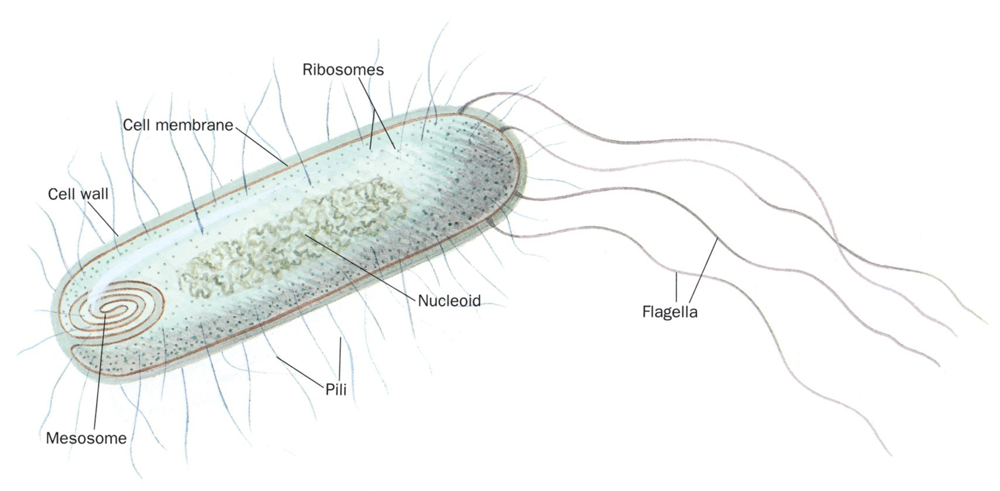 Ribosomes
Cell membrane
Cell wall
Nucleoid
Flagella
Pili
Mesosome